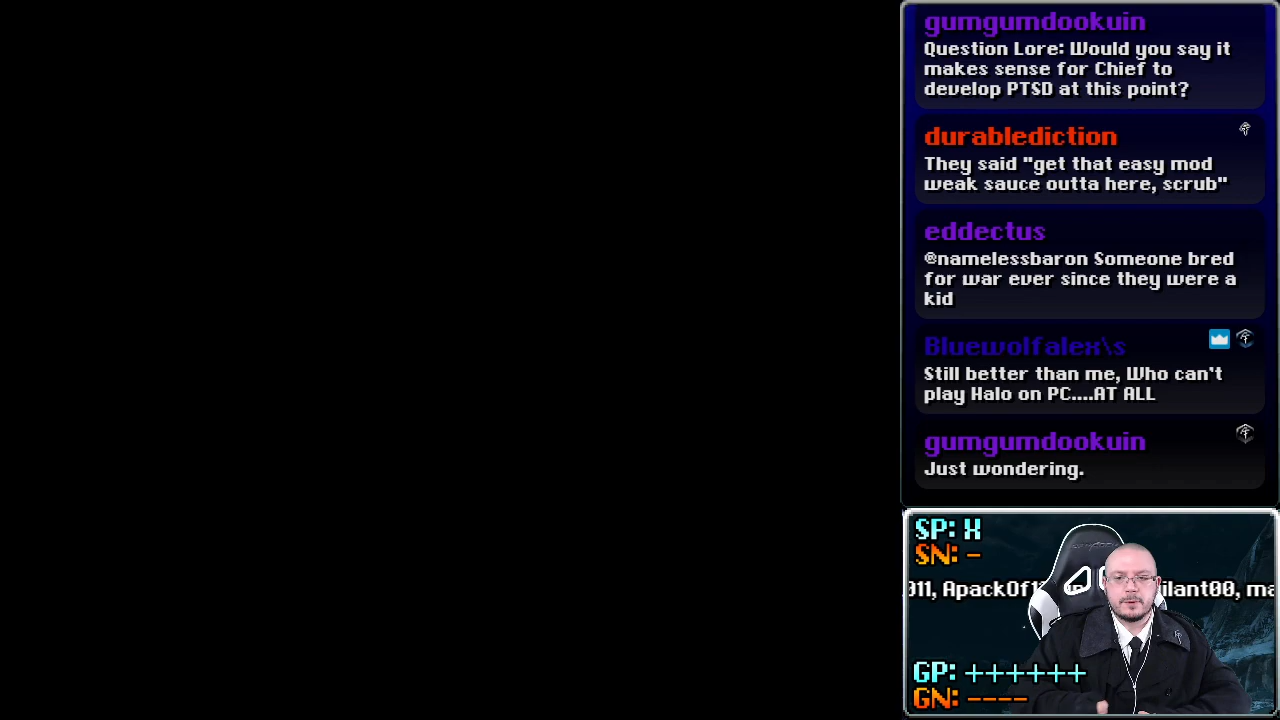 gumgumdookuin
Question Lore: Would you say it
makes sense for Chief to
develop PTSD at this point?
durablediction
They said "get that easy mod
weak sauce outta here, scrub"
eddectus
@namelessbaron Someone bred
for war ever since they were a
kid
Bluewolfalex\s
Still better than me, Who can't
play Halo on PC....AT ALL
gumgumdookuin
Just wondering.
SP: X
SN: -
GP: ++++++
GN: ----